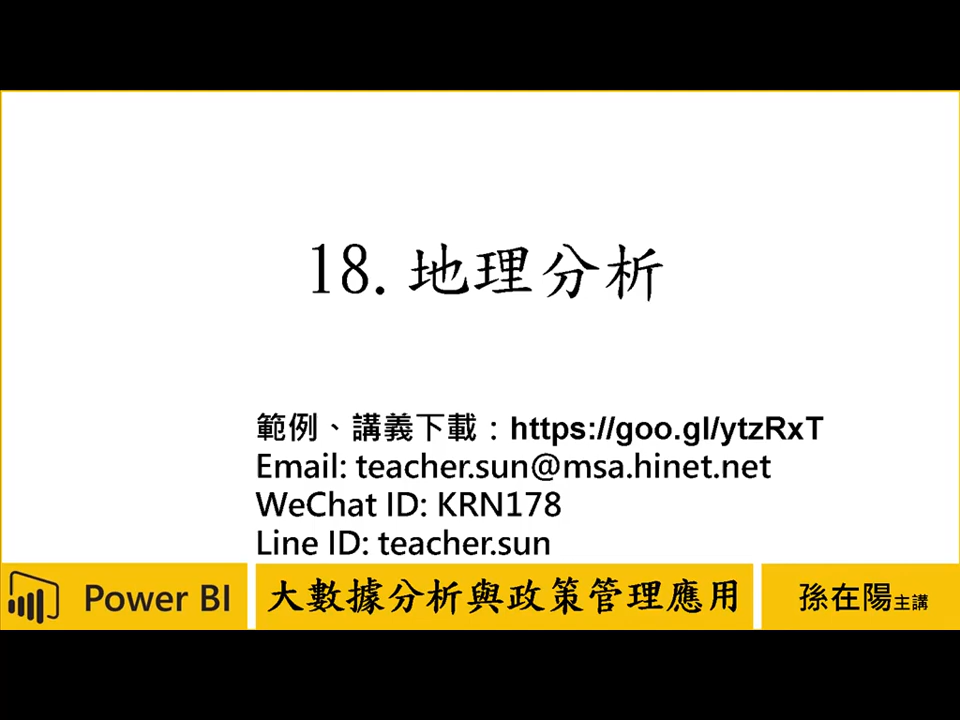 18.地理分析
範例、講義下載：https://goo.gl/ytzRxT
Email: teacher.sun@msa.hinet.net
WeChat ID: KRN178
Line ID: teacher.sun
Power BI
大數據分析與政策管理應用
孫在陽主講